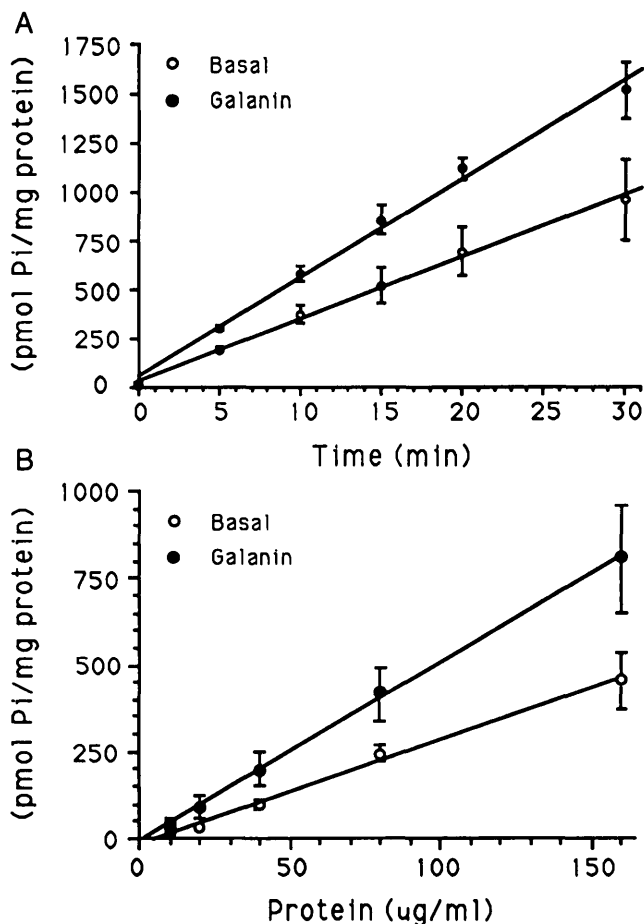 A
(pmol Pi/mg protein)
1750
1500
1250
1000
750
500
250
0
Basal
Galanin
0 5 10 15 20 25 30
Time (min)
B
(pmol Pi/mg protein)
1000
750
500
250
0
Basal
Galanin
0 50 100 150
Protein (ug/ml)